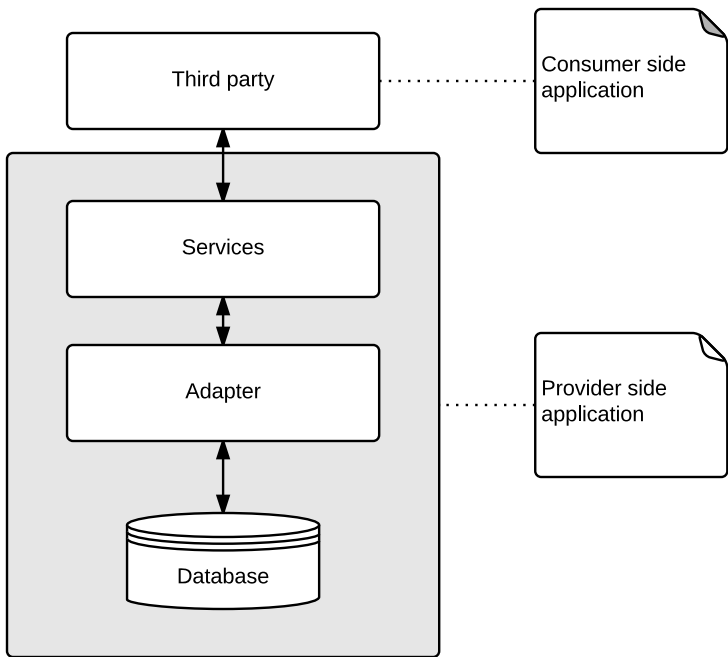 Third party
Consumer side
application
Services
Adapter
Provider side
application
Database